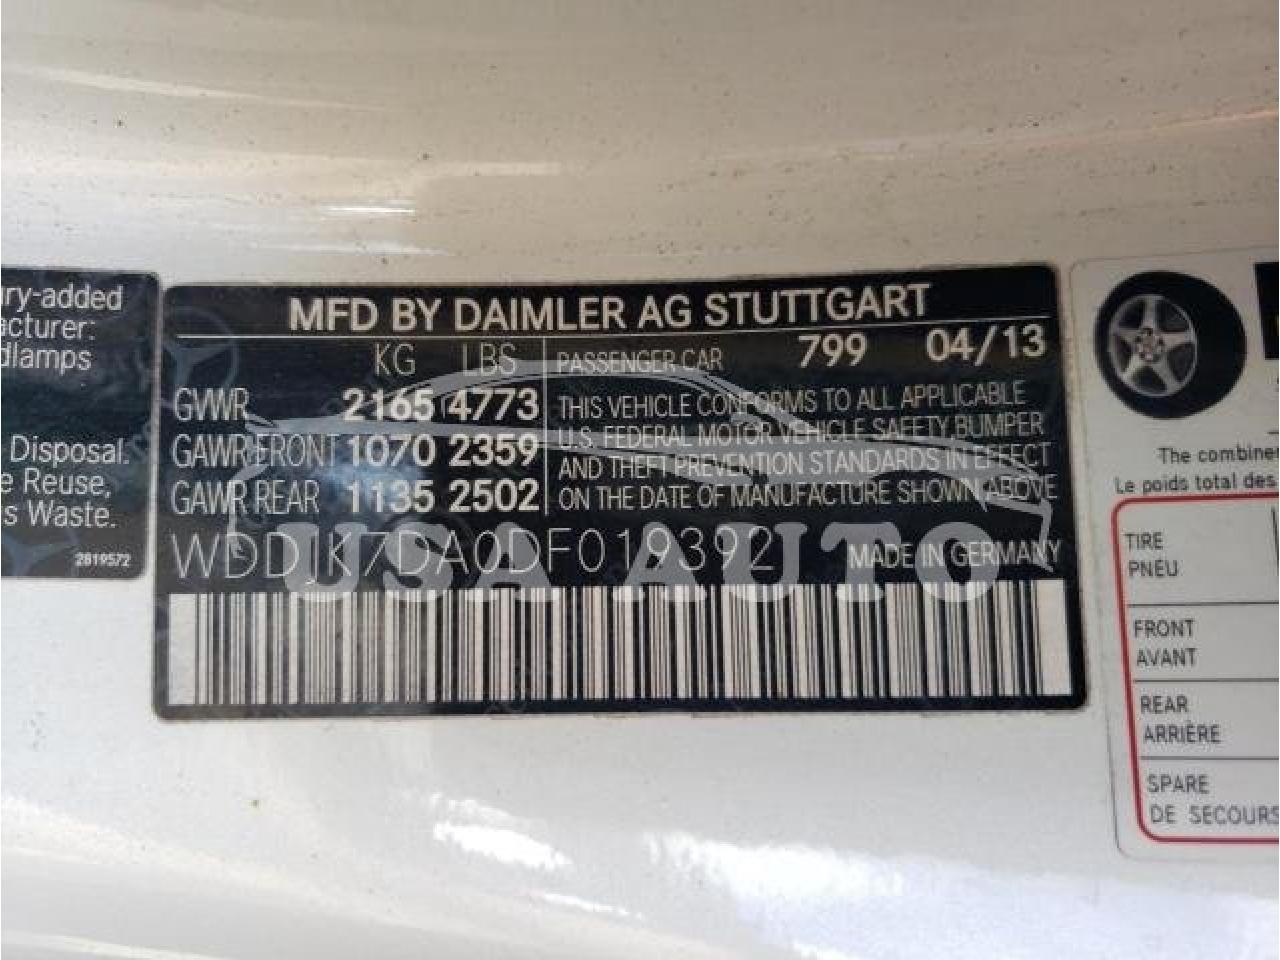 ry-added
acturer:
dlamps
Disposal.
e Reuse,
s Waste.
2819572
MFD BY DAIMLER AG STUTTGART
KG LBS PASSENGER CAR 799 04/13
GVWR 2165 4773 THIS VEHICLE CONFORMS TO ALL APPLICABLE
U.S. FEDERAL MOTOR VEHICLE SAFETY BUMPER
GAWR FRONT 1070 2359 AND THEFT PREVENTION STANDARDS IN EFFECT
GAWR REAR 1135 2502 ON THE DATE OF MANUFACTURE SHOWN ABOVE
WDDJK7DA0DF019392 MADE IN GERMANY
USA AUTO
The combine
Le poids total des
TIRE
PNEU
FRONT
AVANT
REAR
ARRIÈRE
SPARE
DE SECOURS